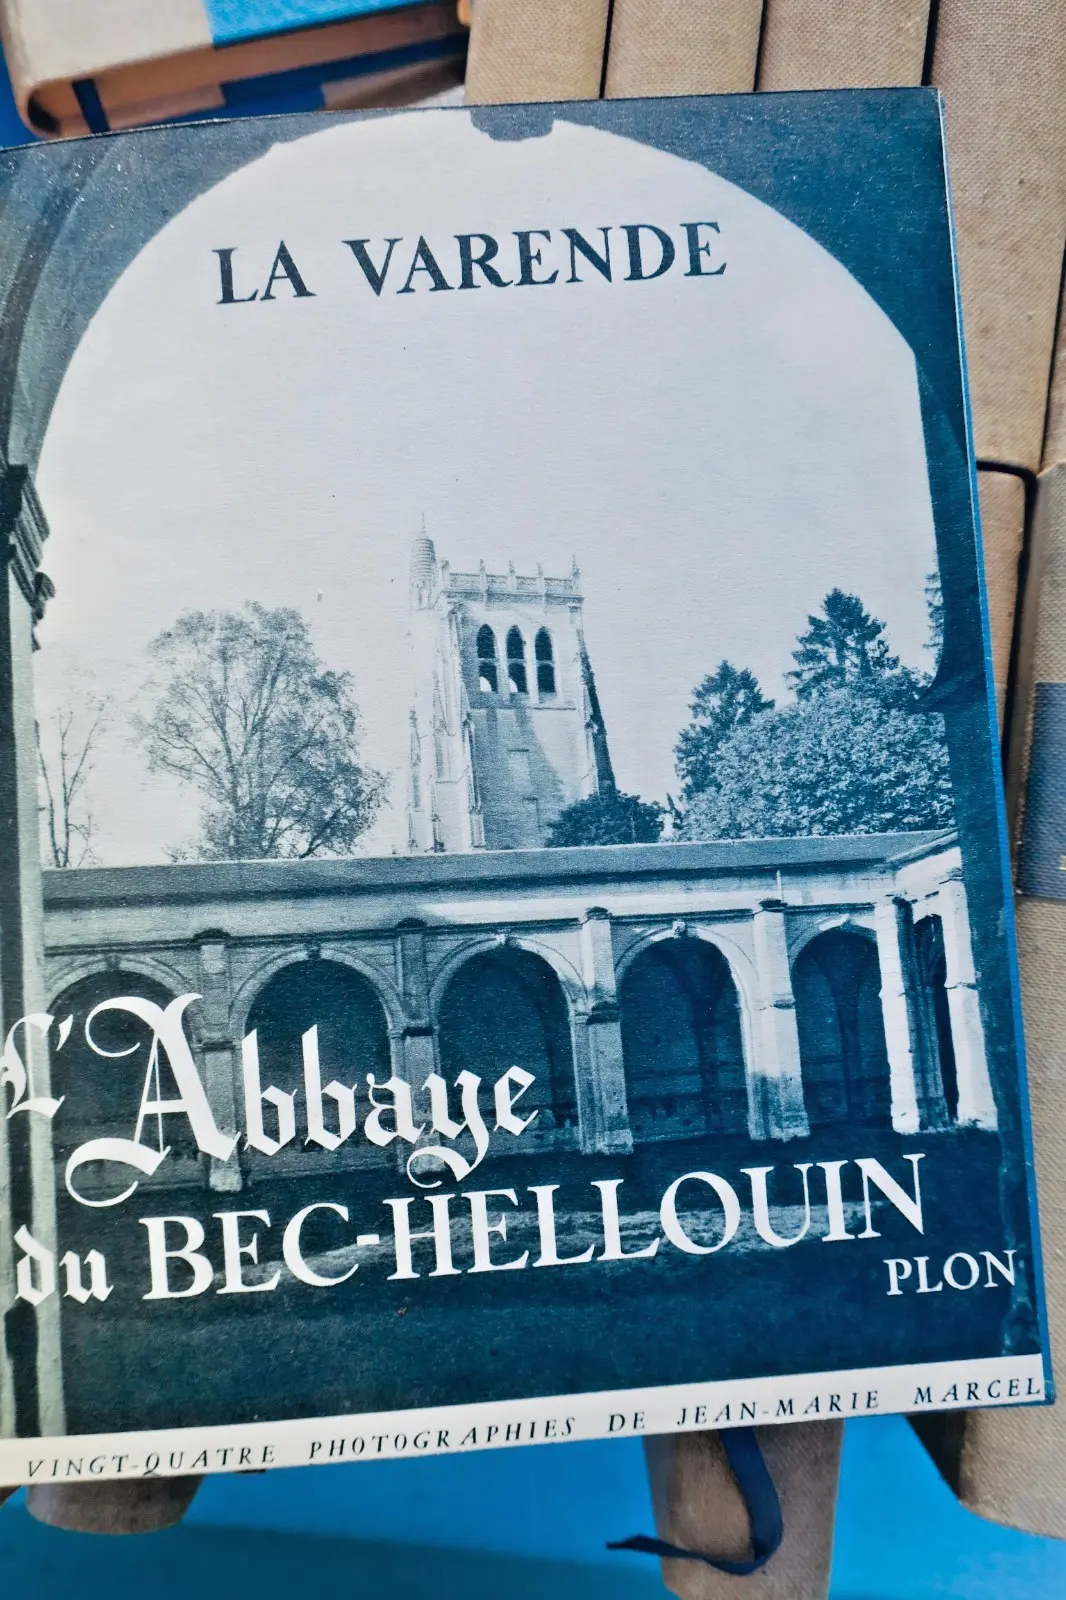 LA VARENDE
L'Abbaye
du BEC-HELLOUIN
PLON
VINGT-QUATRE PHOTOGRAPHIES DE JEAN-MARIE MARCEL